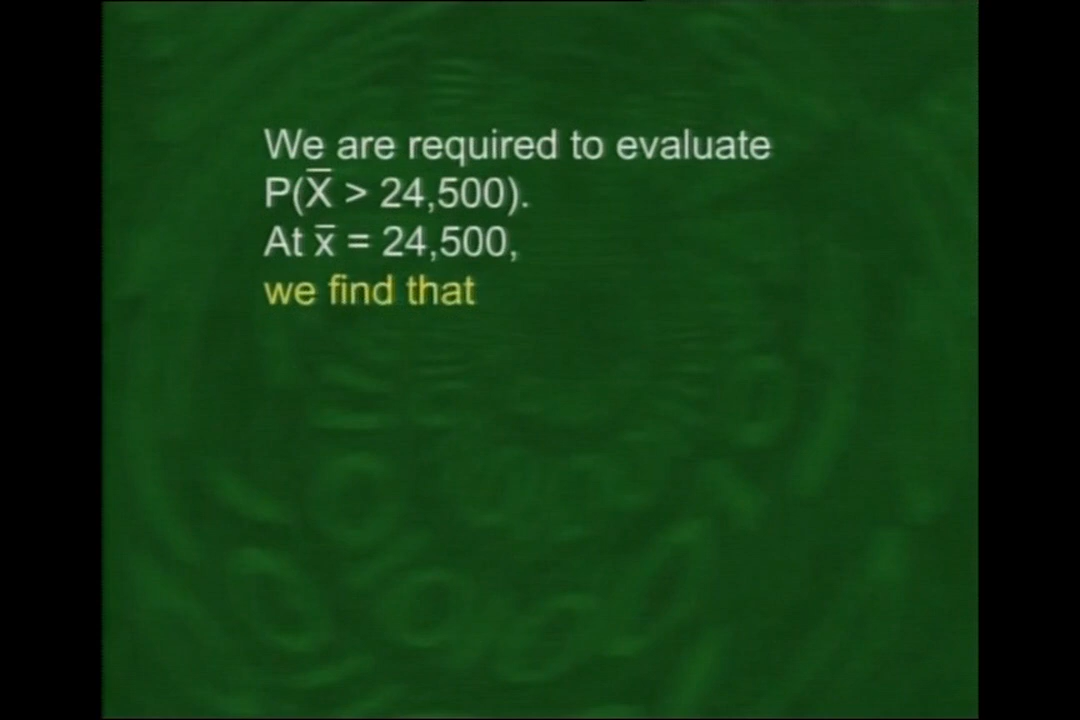 We are required to evaluate
P(X̅ > 24,500).
At x̅ = 24,500,
we find that